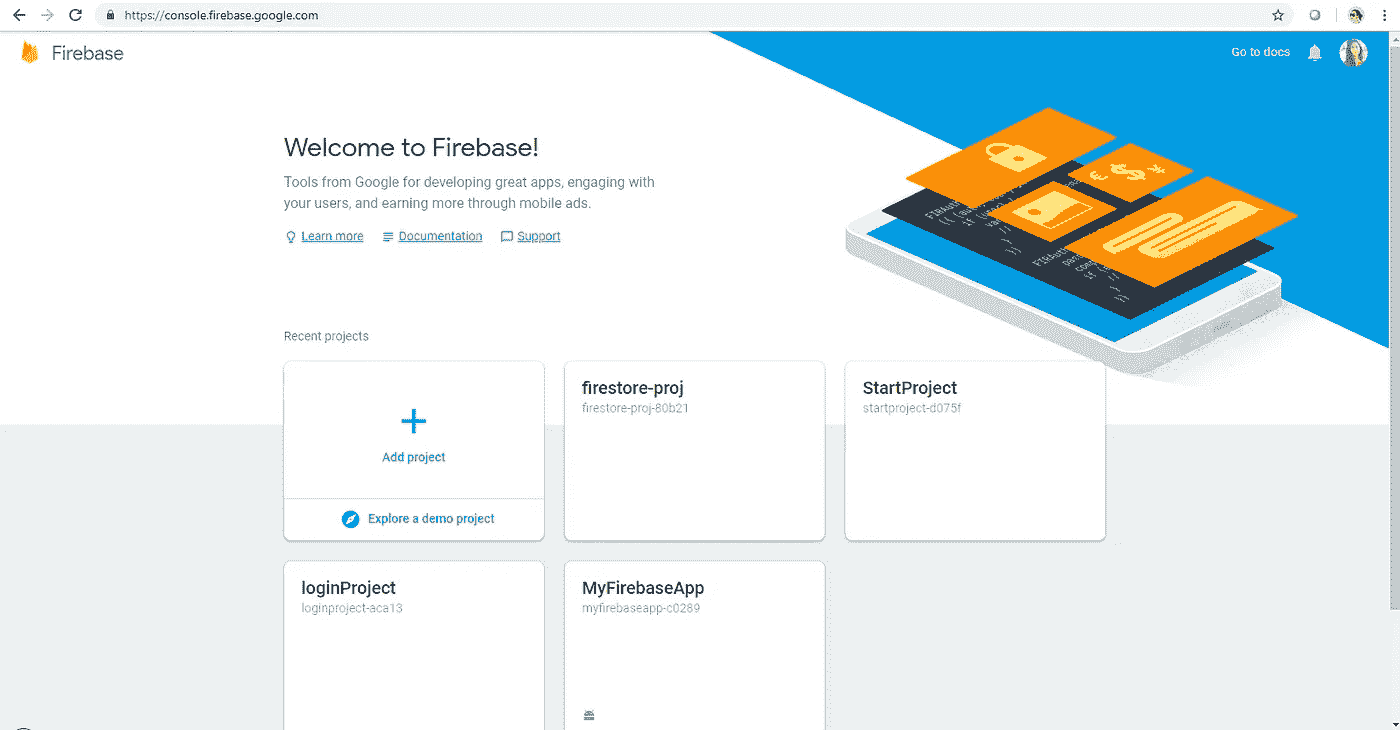 https://console.firebase.google.com
Firebase
Go to docs
Welcome to Firebase!
Tools from Google for developing great apps, engaging with
your users, and earning more through mobile ads.
Learn more Documentation Support
Recent projects
Add project
Explore a demo project
firestore-proj
firestore-proj-80b21
StartProject
startproject-d075f
loginProject
loginproject-aca13
MyFirebaseApp
myfirebaseapp-c0289